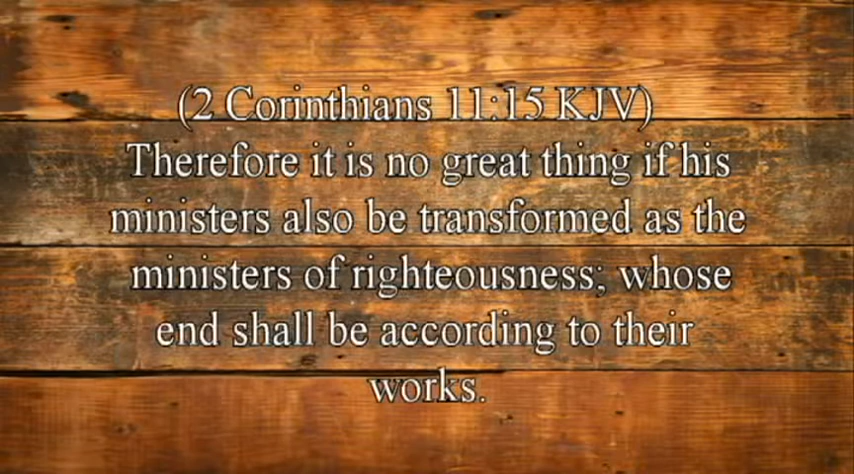 (2 Corinthians 11:15 KJV)
Therefore it is no great thing if his
ministers also be transformed as the
ministers of righteousness; whose
end shall be according to their
works.